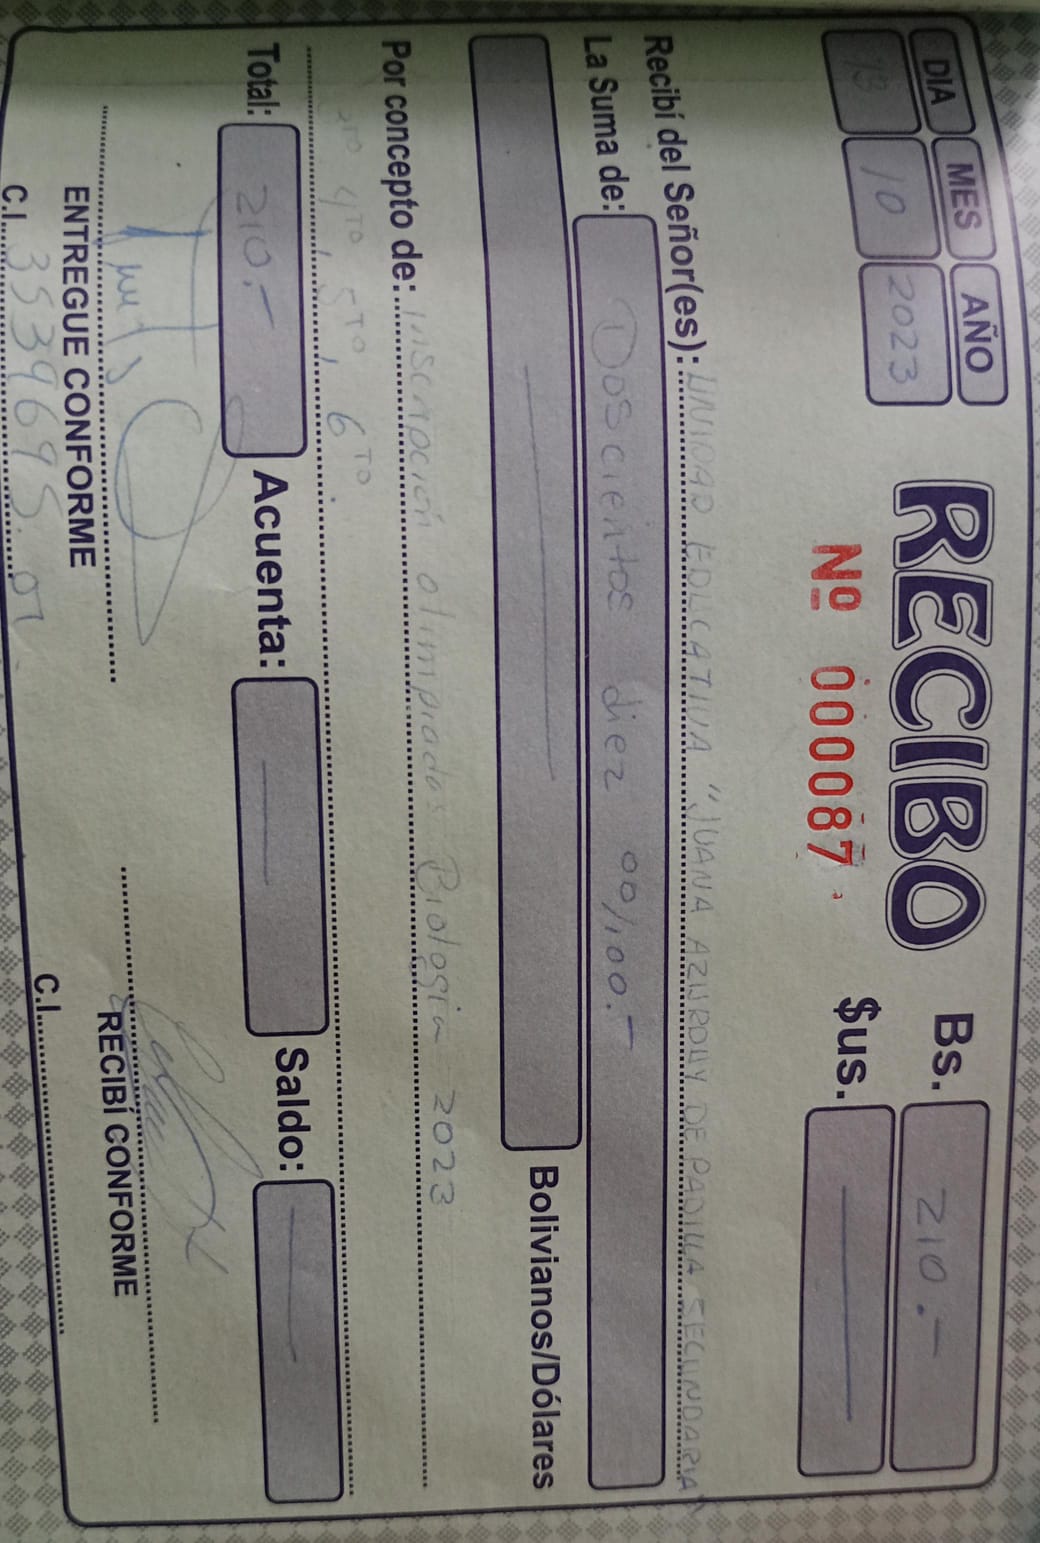 DIA MES AÑO
13 10 2023
RECIBO
Nº 000087
Bs. 210.-
$us. —
Recibí del Señor(es): UNIDAD EDUCATIVA "JUANA AZURDUY DE PADILLA SECUNDARIA"
La Suma de: Doscientos diez 00/100.-
Bolivianos/Dólares
Por concepto de: inscripción olimpiadas Biologia 2023
4TO, 5TO, 6TO.
Total: 210.- Acuenta: — Saldo: —
ENTREGUE CONFORME RECIBÍ CONFORME
C.I. 3539695.OT. C.I.